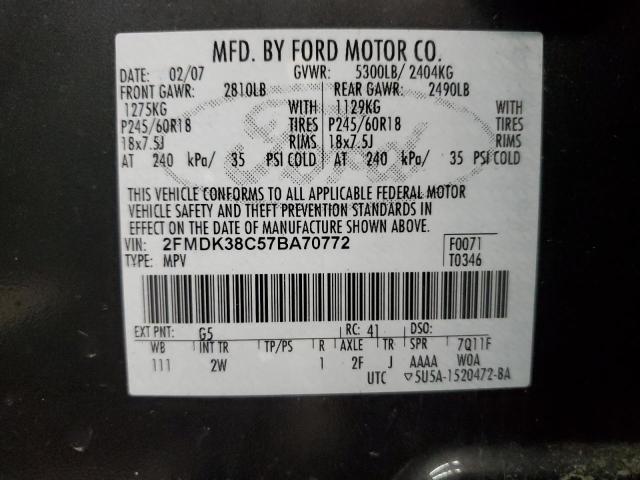 MFD. BY FORD MOTOR CO.
DATE: 02/07 GVWR: 5300LB/ 2404KG
FRONT GAWR: 2810LB REAR GAWR: 2490LB
1275KG WITH 1129KG WITH
P245/60R18 TIRES P245/60R18 TIRES
18x7.5J RIMS 18x7.5J RIMS
AT 240 kPa/ 35 PSI COLD AT 240 kPa/ 35 PSI COLD
Ford
THIS VEHICLE CONFORMS TO ALL APPLICABLE FEDERAL MOTOR
VEHICLE SAFETY AND THEFT PREVENTION STANDARDS IN
EFFECT ON THE DATE OF MANUFACTURE SHOWN ABOVE.
VIN: 2FMDK38C57BA70772 F0071
TYPE: MPV T0346
EXT PNT: G5 RC: 41 DSO:
WB INT TR TP/PS R AXLE TR SPR 7Q11F
111 2W 1 2F J AAAA W0A
UTC ▽5U5A-1520472-BA